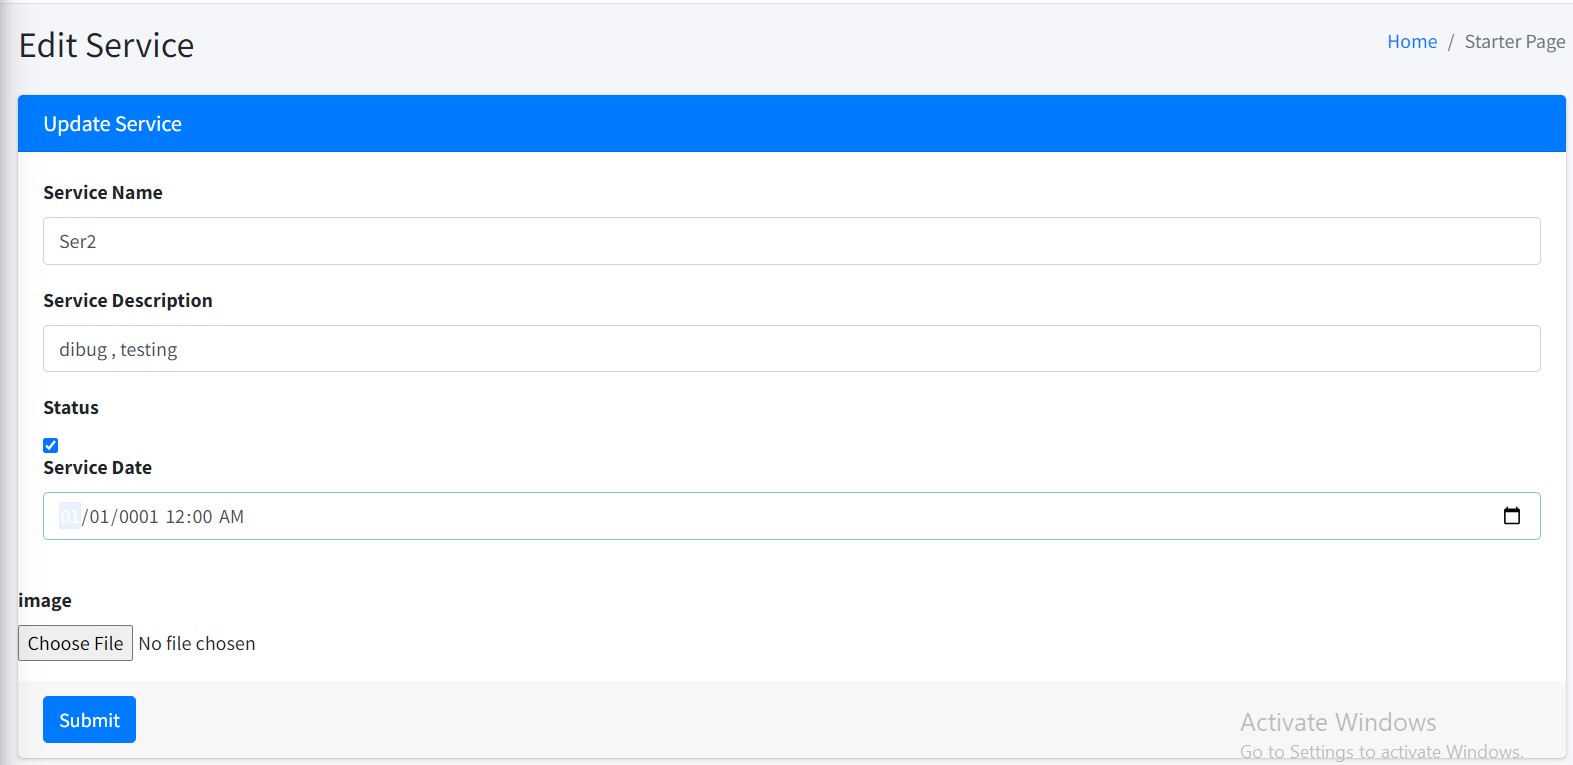 Edit Service
Home / Starter Page
Update Service
Service Name
Ser2
Service Description
dibug , testing
Status
Service Date
01/01/0001 12:00 AM
image
Choose File No file chosen
Submit
Activate Windows
Go to Settings to activate Windows.